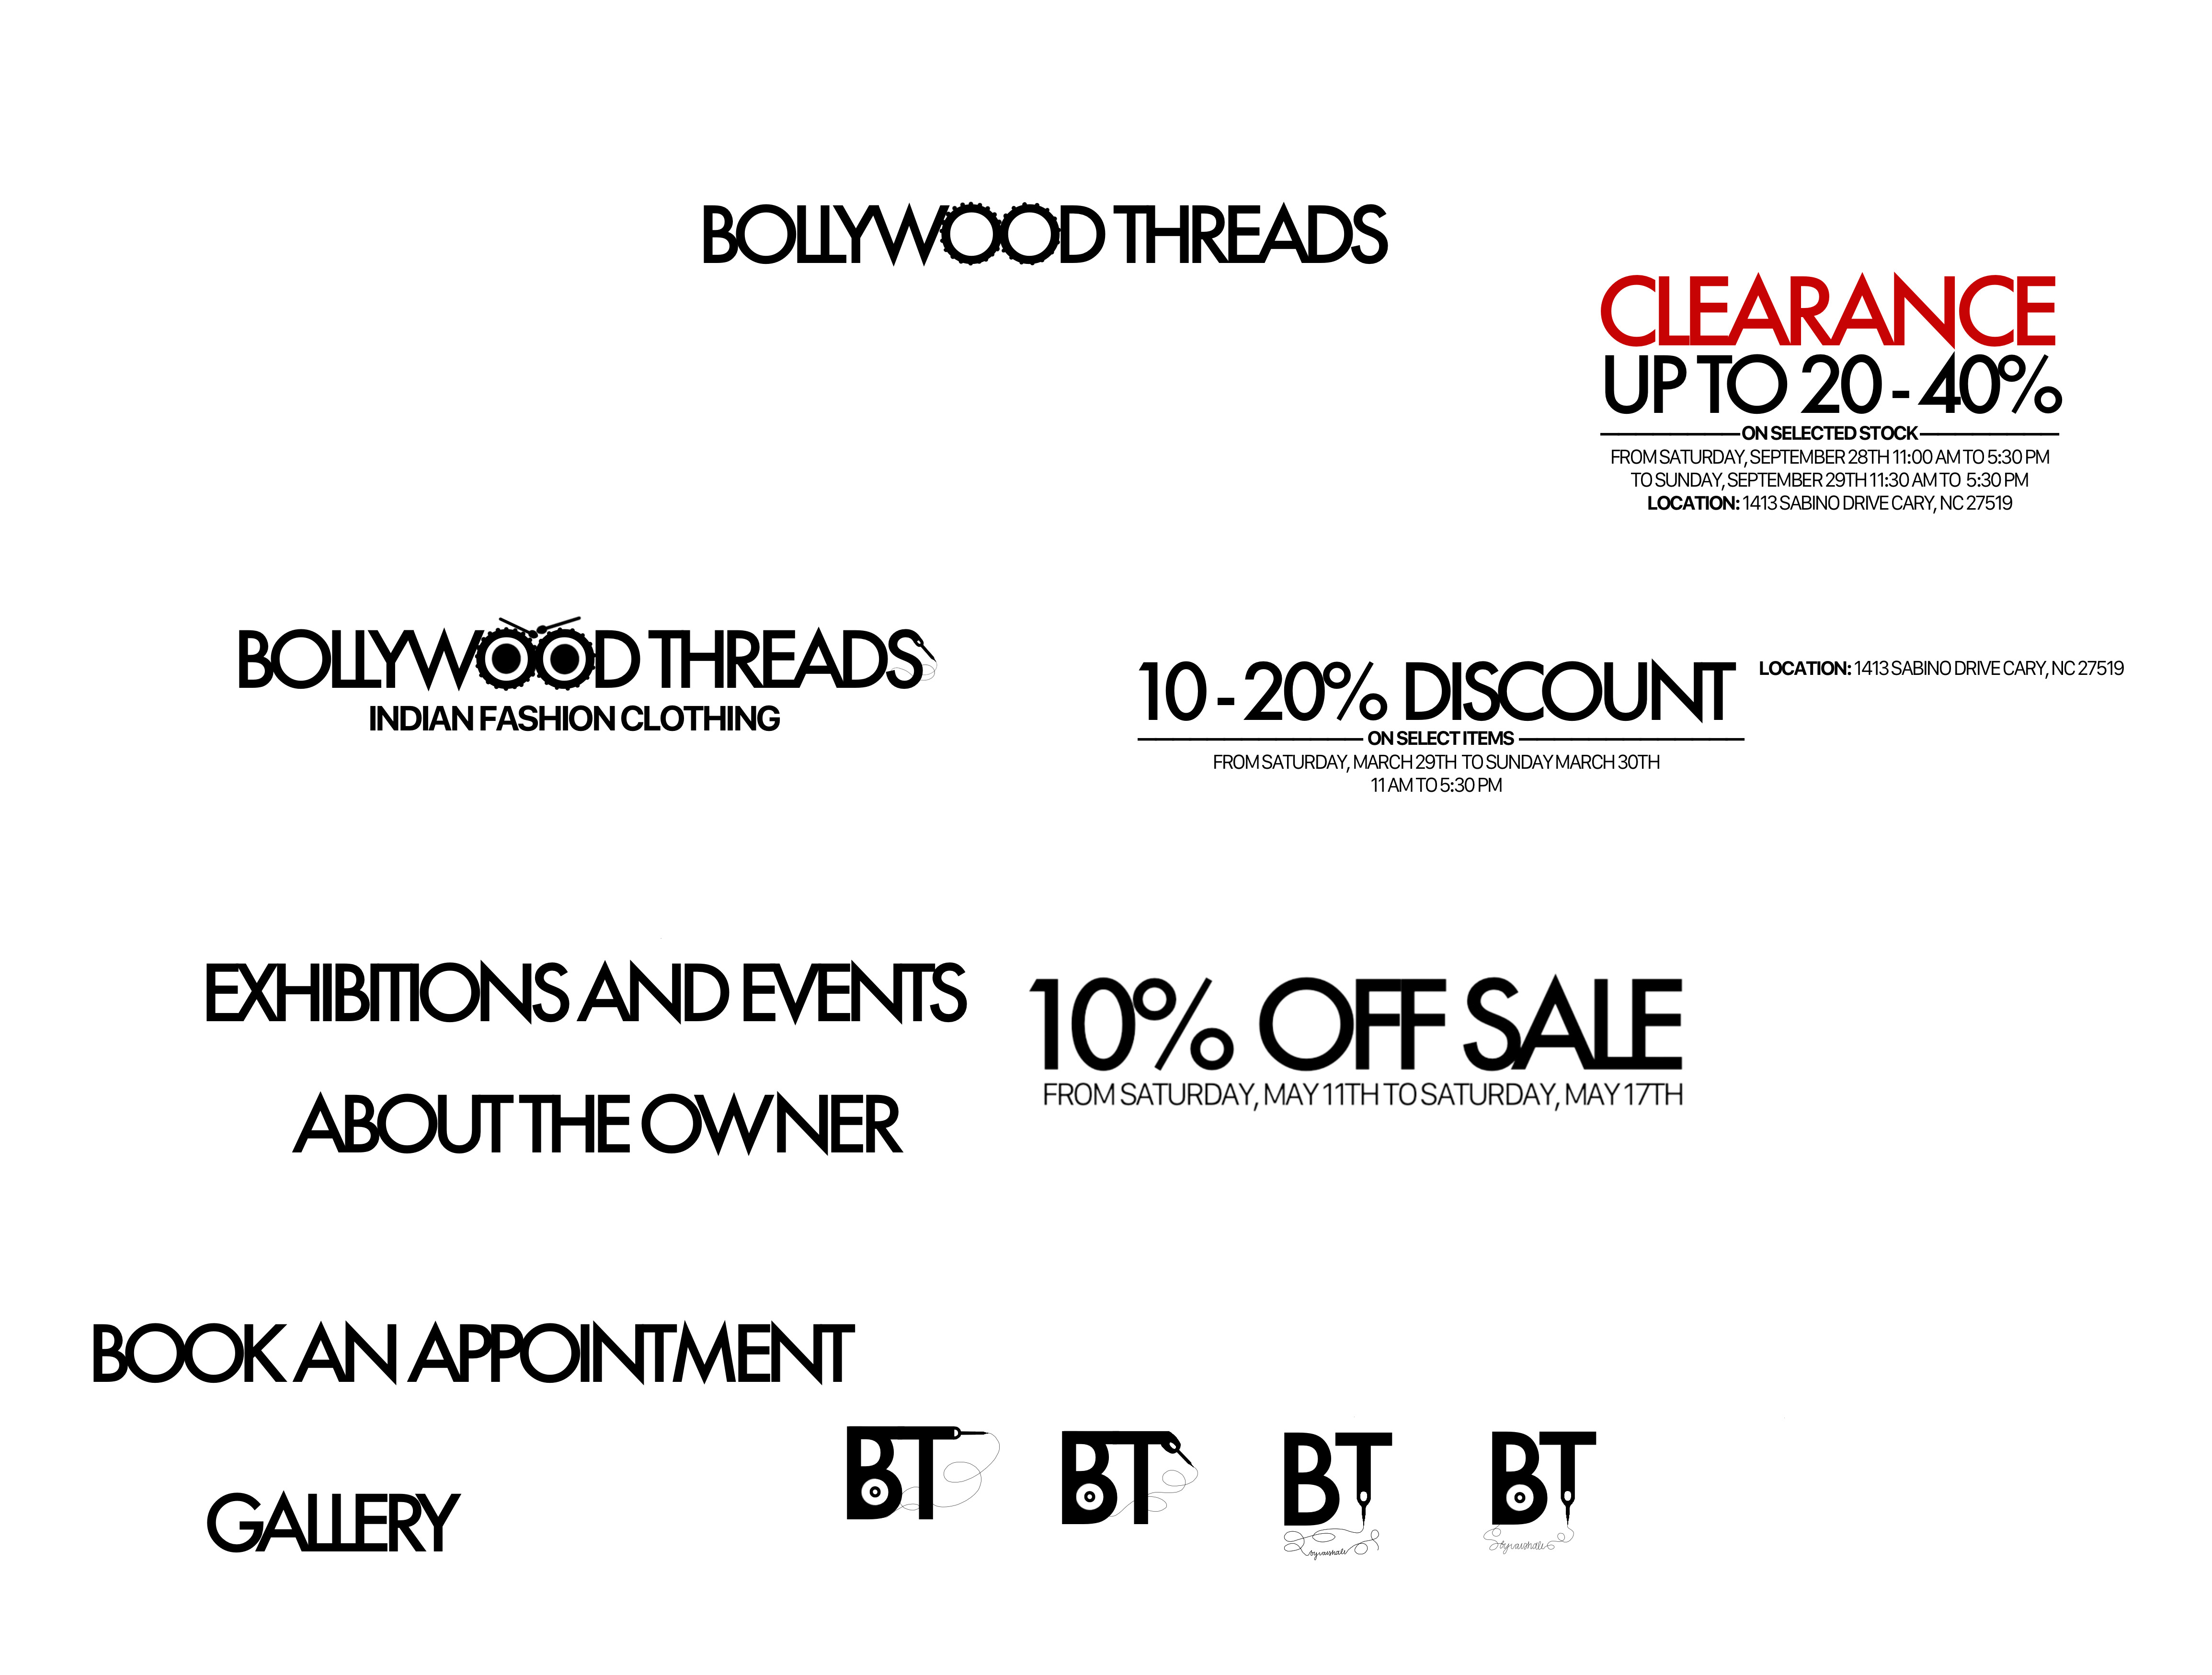 BOLLYWOOD THREADS
CLEARANCE
UP TO 20 - 40%
ON SELECTED STOCK
FROM SATURDAY, SEPTEMBER 28TH 11:00 AM TO 5:30 PM
TO SUNDAY, SEPTEMBER 29TH 11:30 AM TO 5:30 PM
LOCATION: 1413 SABINO DRIVE CARY, NC 27519
BOLLYWOOD THREADS
INDIAN FASHION CLOTHING
10 - 20% DISCOUNT
ON SELECT ITEMS
FROM SATURDAY, MARCH 29TH TO SUNDAY MARCH 30TH
11 AM TO 5:30 PM
LOCATION: 1413 SABINO DRIVE CARY, NC 27519
EXHIBITIONS AND EVENTS
ABOUT THE OWNER
10% OFF SALE
FROM SATURDAY, MAY 11TH TO SATURDAY, MAY 17TH
BOOK AN APPOINTMENT
GALLERY
BT
BT
BT
byvaishali
BT
byvaishali